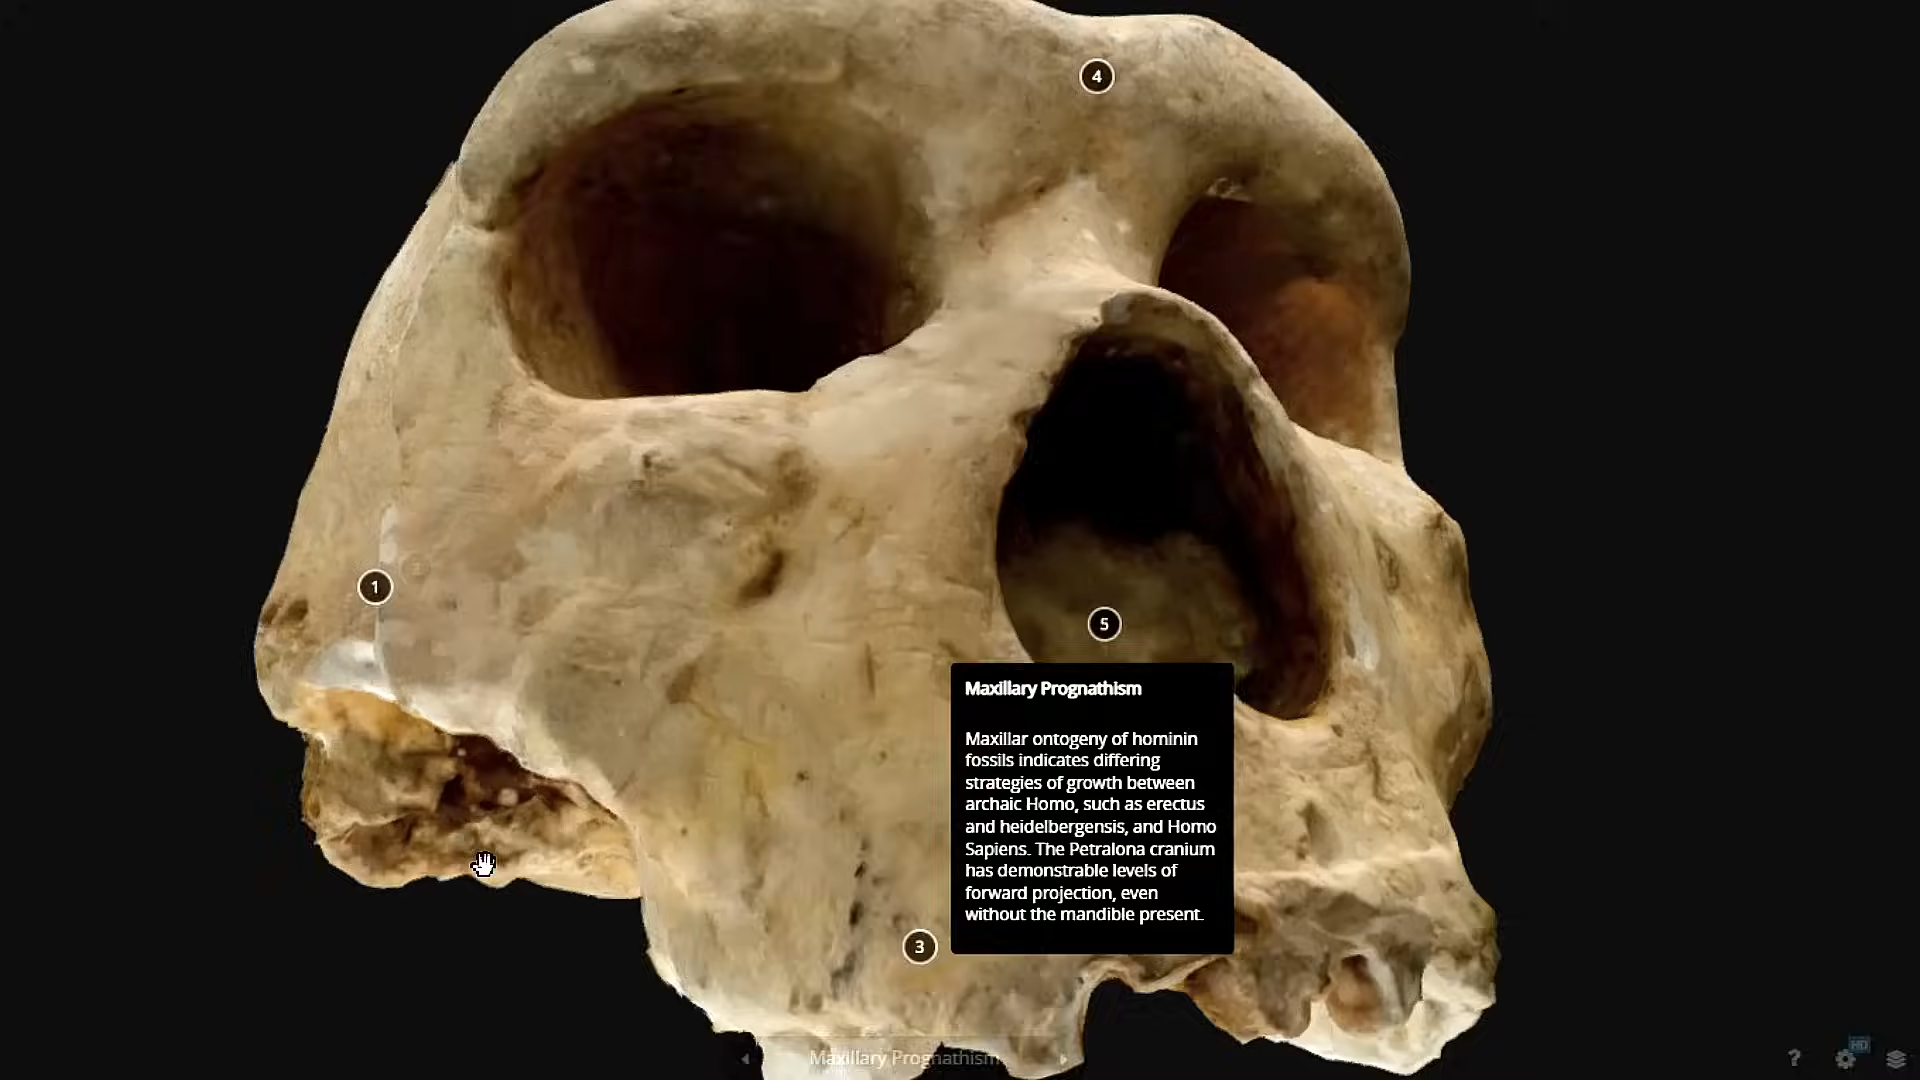 4
1
2
5
Maxillary Prognathism
Maxillar ontogeny of hominin
fossils indicates differing
strategies of growth between
archaic Homo, such as erectus
and heidelbergensis, and Homo
Sapiens. The Petralona cranium
has demonstrable levels of
forward projection, even
without the mandible present.
3
Maxillary Prognathism
?
HD